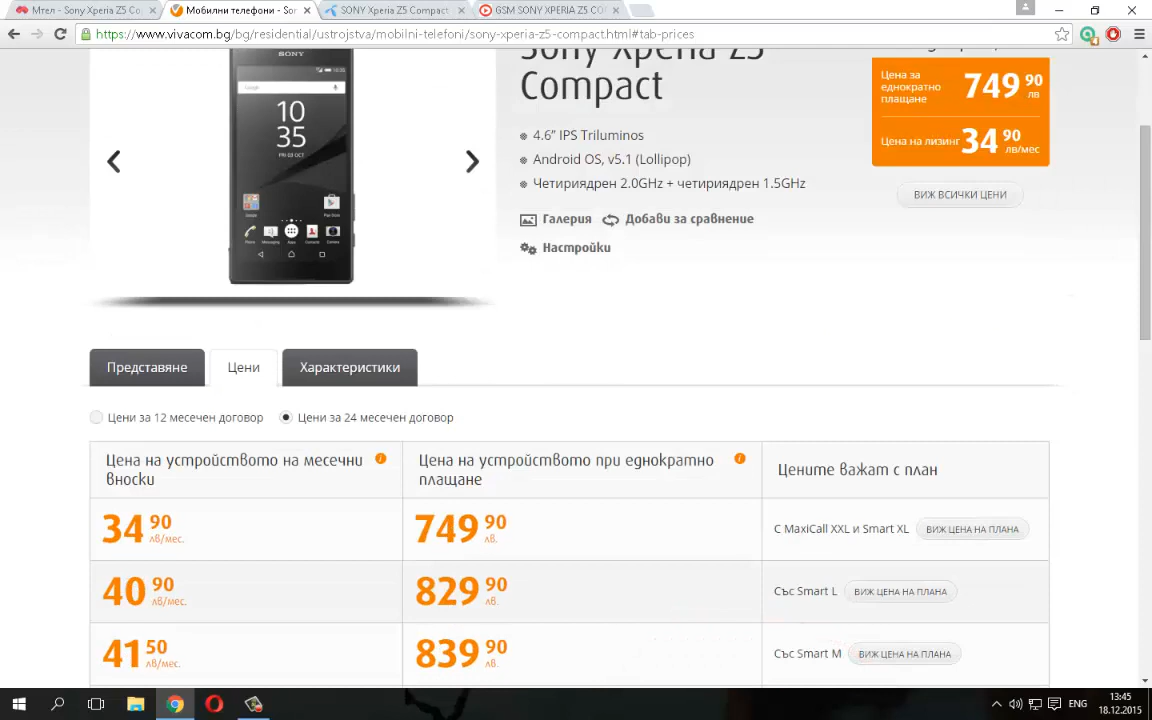 Мтел - Sony Xperia Z5 Co
Мобилни телефони - Sor
SONY Xperia Z5 Compact
GSM SONY XPERIA Z5 CO
https://www.vivacom.bg/bg/residential/ustrojstva/mobilni-telefoni/sony-xperia-z5-compact.html#tab-prices
Sony Xperia Z5
Compact
SONY
Google
10
35
4.6" IPS Triluminos
Android OS, v5.1 (Lollipop)
Четириядрен 2.0GHz + четириядрен 1.5GHz
Галерия Добави за сравнение
Настройки
Цена за еднократно плащане 749 90 лв
Цена на лизинг 34 90 лв/мес
ВИЖ ВСИЧКИ ЦЕНИ
Представяне Цени Характеристики
Цени за 12 месечен договор Цени за 24 месечен договор
Цена на устройството на месечни вноски
Цена на устройството при еднократно плащане
Цените важат с план
34 90 лв/мес. 749 90 лв. С MaxiCall XXL и Smart XL ВИЖ ЦЕНА НА ПЛАНА
40 90 лв/мес. 829 90 лв. Със Smart L ВИЖ ЦЕНА НА ПЛАНА
41 50 лв/мес. 839 90 лв. Със Smart M ВИЖ ЦЕНА НА ПЛАНА
ENG
13:45
18.12.2015